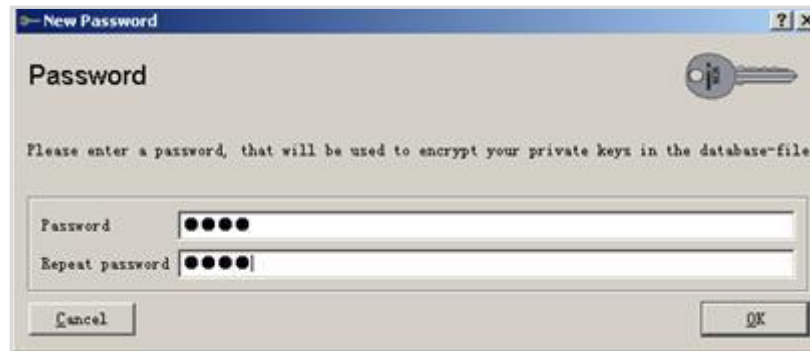 New Password
Password
Please enter a password, that will be used to encrypt your private keys in the database-file
Password ●●●●
Repeat password ●●●●
Cancel OK